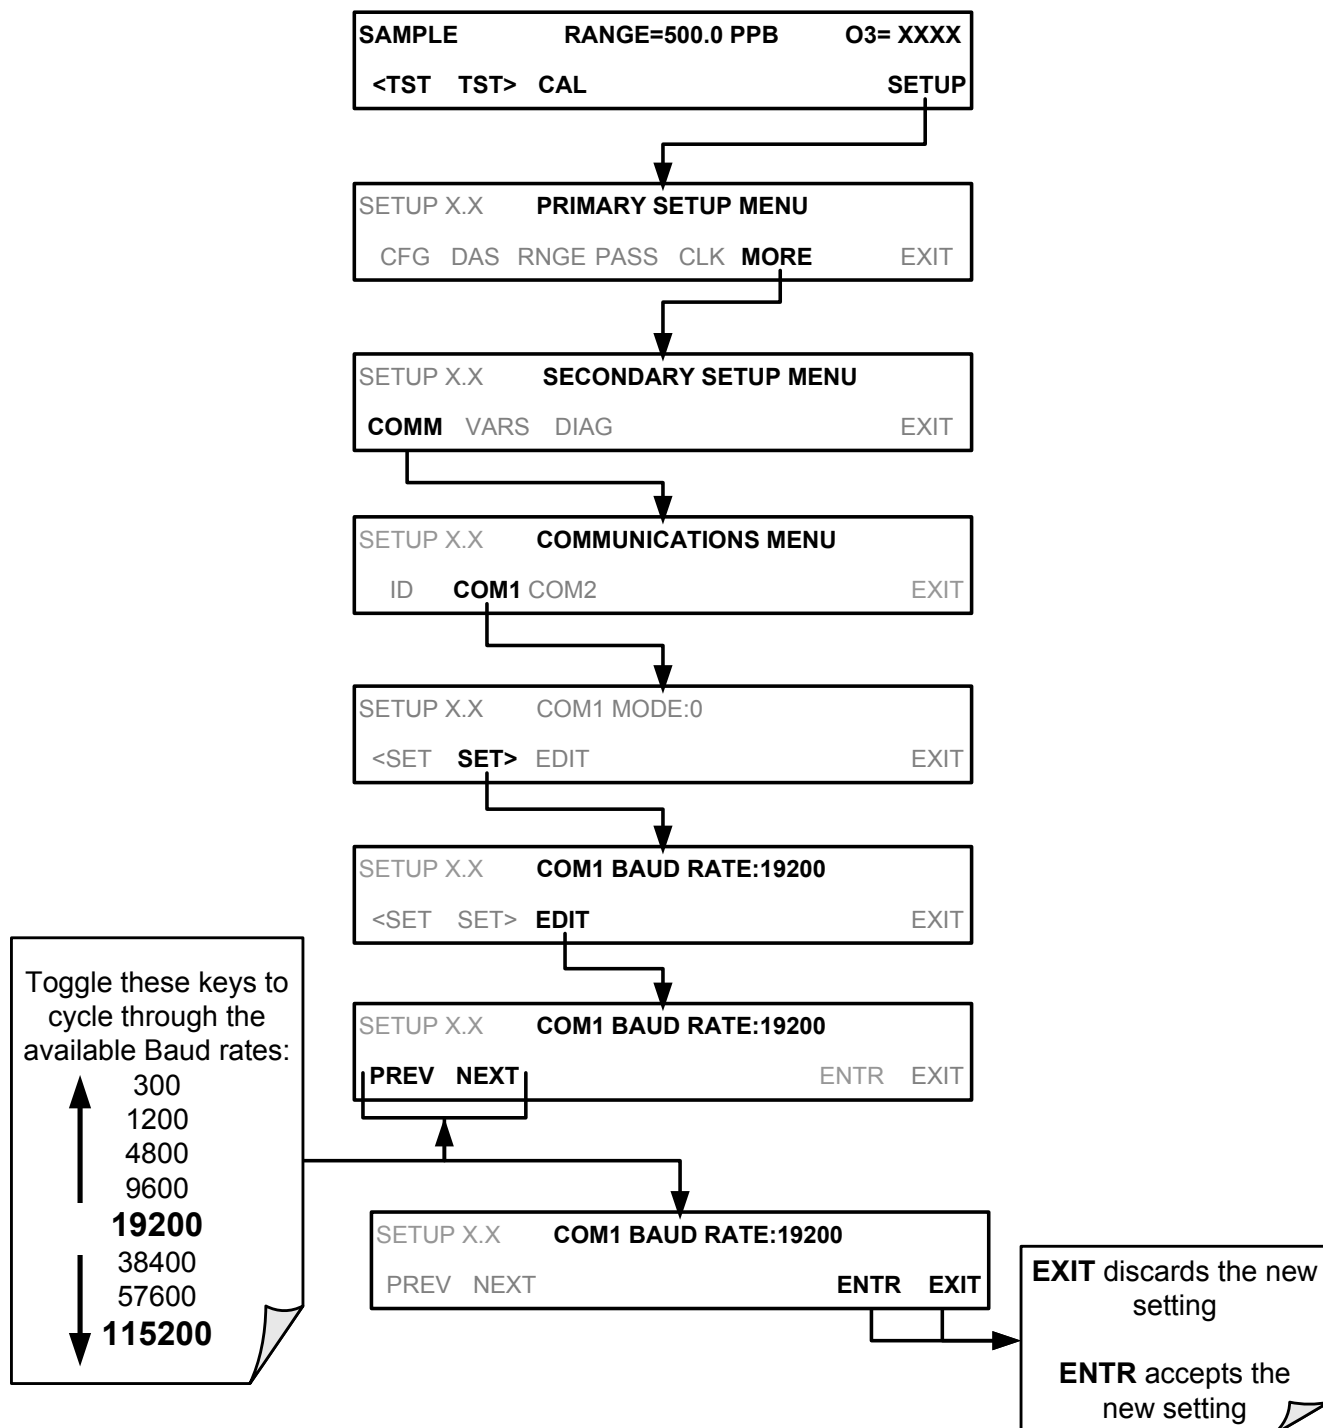 SAMPLE RANGE=500.0 PPB O3= XXXX
<TST TST> CAL SETUP
SETUP X.X PRIMARY SETUP MENU
CFG DAS RNGE PASS CLK MORE EXIT
SETUP X.X SECONDARY SETUP MENU
COMM VARS DIAG EXIT
SETUP X.X COMMUNICATIONS MENU
ID COM1 COM2 EXIT
SETUP X.X COM1 MODE:0
<SET SET> EDIT EXIT
SETUP X.X COM1 BAUD RATE:19200
<SET SET> EDIT EXIT
SETUP X.X COM1 BAUD RATE:19200
PREV NEXT ENTR EXIT
Toggle these keys to
cycle through the
available Baud rates:
300
1200
4800
9600
19200
38400
57600
115200
SETUP X.X COM1 BAUD RATE:19200
PREV NEXT ENTR EXIT
EXIT discards the new
setting
ENTR accepts the
new setting